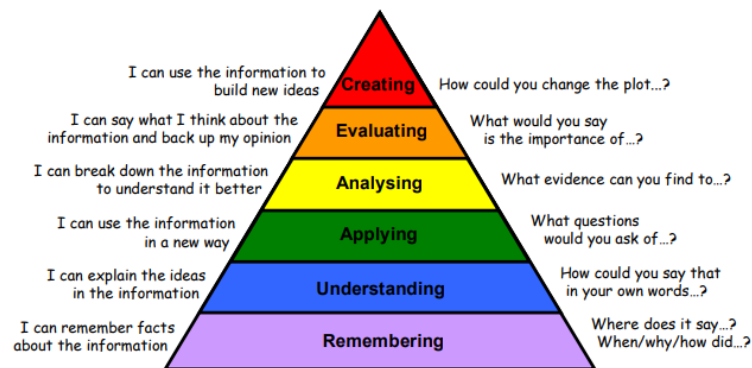 I can use the information to
build new ideas
Creating
How could you change the plot...?
I can say what I think about the
information and back up my opinion
Evaluating
What would you say
is the importance of...?
I can break down the information
to understand it better
Analysing
What evidence can you find to...?
I can use the information
in a new way
Applying
What questions
would you ask of...?
I can explain the ideas
in the information
Understanding
How could you say that
in your own words...?
I can remember facts
about the information
Remembering
Where does it say...?
When/why/how did...?